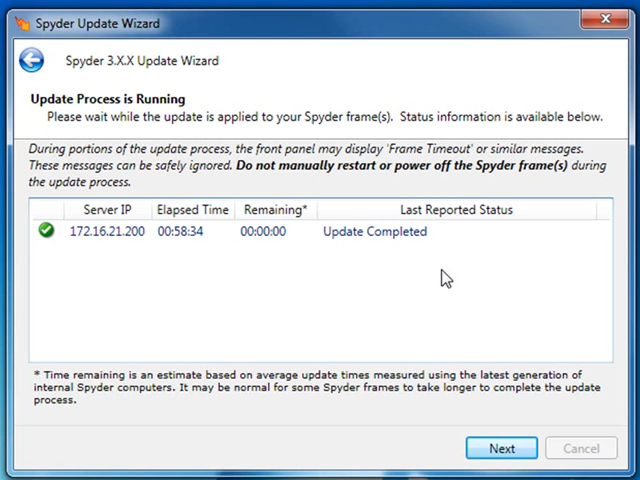 Spyder Update Wizard
Spyder 3.X.X Update Wizard
Update Process is Running
Please wait while the update is applied to your Spyder frame(s). Status information is available below.
During portions of the update process, the front panel may display 'Frame Timeout' or similar messages.
These messages can be safely ignored. Do not manually restart or power off the Spyder frame(s) during
the update process.
Server IP Elapsed Time Remaining* Last Reported Status
172.16.21.200 00:58:34 00:00:00 Update Completed
* Time remaining is an estimate based on average update times measured using the latest generation of
internal Spyder computers. It may be normal for some Spyder frames to take longer to complete the update
process.
Next Cancel